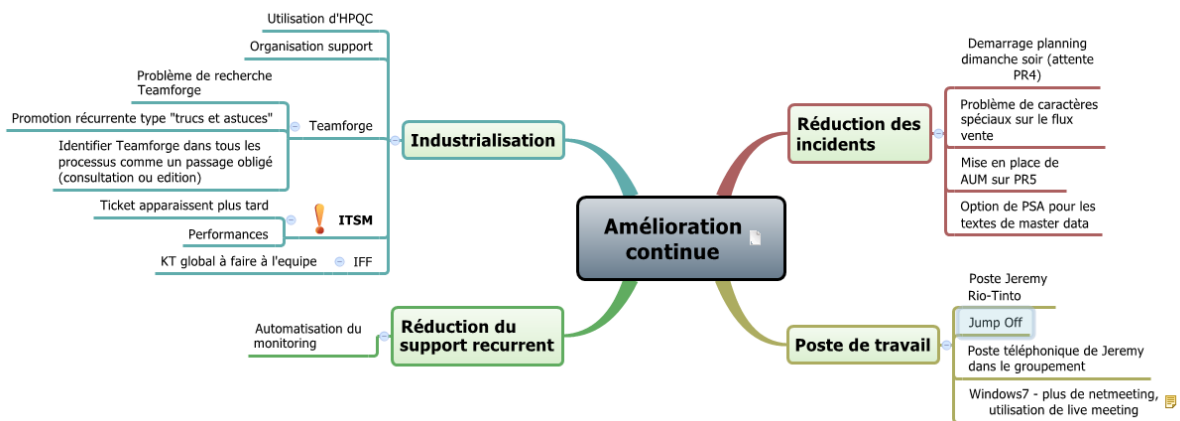 Utilisation d'HPQC
Organisation support
Problème de recherche
Teamforge
Promotion récurrente type "trucs et astuces"
Identifier Teamforge dans tous les
processus comme un passage obligé
(consultation ou edition)
Teamforge
Ticket apparaissent plus tard
Performances
ITSM
KT global à faire à l'equipe
IFF
Industrialisation
Automatisation du
monitoring
Réduction du
support recurrent
Amélioration
continue
Réduction des
incidents
Demarrage planning
dimanche soir (attente
PR4)
Problème de caractères
spéciaux sur le flux
vente
Mise en place de
AUM sur PR5
Option de PSA pour les
textes de master data
Poste de travail
Poste Jeremy
Rio-Tinto
Jump Off
Poste téléphonique de Jeremy
dans le groupement
Windows7 - plus de netmeeting,
utilisation de live meeting